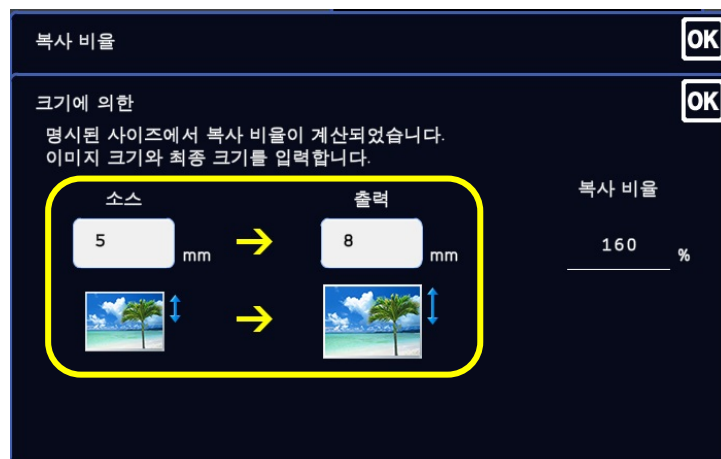 복사 비율
OK
크기에 의한
OK
명시된 사이즈에서 복사 비율이 계산되었습니다.
이미지 크기와 최종 크기를 입력합니다.
소스
출력
복사 비율
5 mm
8 mm
160 %